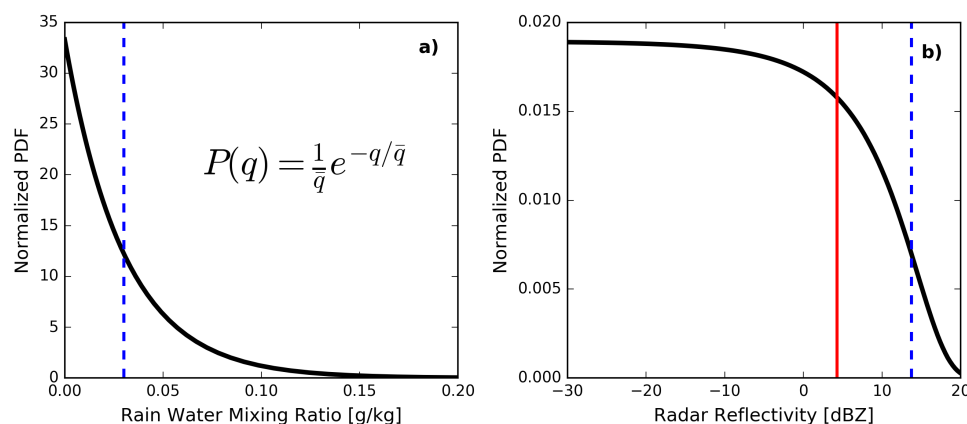 35
30
25
20
15
10
5
0
0.00 0.05 0.10 0.15 0.20
Normalized PDF
Rain Water Mixing Ratio [g/kg]
a)
P(q) = 1/q̄ e^{-q/q̄}
0.020
0.015
0.010
0.005
0.000
−30 −20 −10 0 10 20
Normalized PDF
Radar Reflectivity [dBZ]
b)